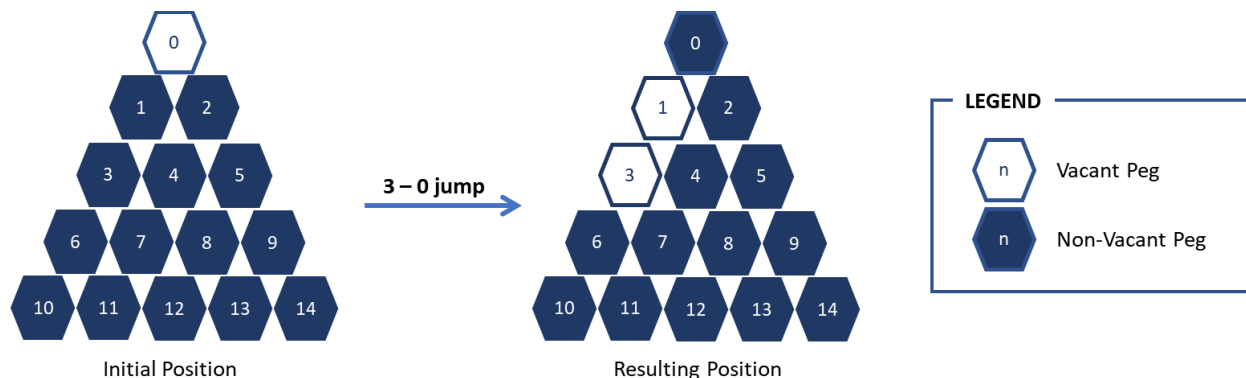 0
1 2
3 4 5
6 7 8 9
10 11 12 13 14
Initial Position
3 – 0 jump
0
1 2
3 4 5
6 7 8 9
10 11 12 13 14
Resulting Position
LEGEND
n Vacant Peg
n Non-Vacant Peg